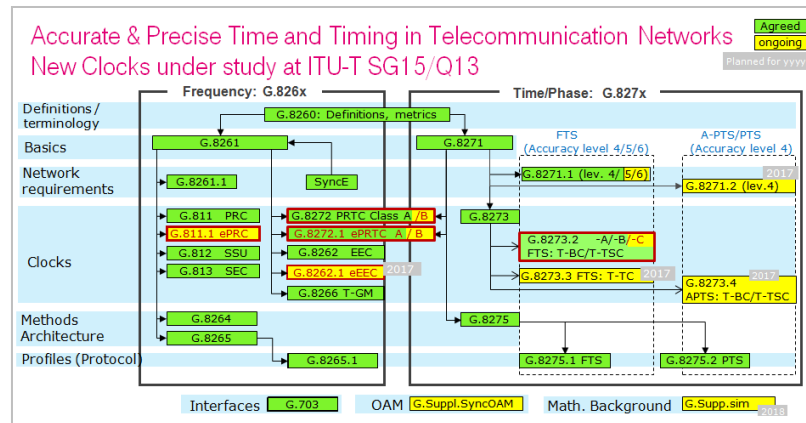 Accurate & Precise Time and Timing in Telecommunication Networks
New Clocks under study at ITU-T SG15/Q13
Agreed
ongoing
Planned for yyyy
Frequency: G.826x
Time/Phase: G.827x
Definitions/
terminology
G.8260: Definitions, metrics
Basics
G.8261
G.8271
FTS
(Accuracy level 4/5/6)
A-PTS/PTS
(Accuracy level 4)
Network
requirements
G.8261.1
SyncE
G.8271.1 (lev. 4/ 5/6)
2017
G.8271.2 (lev.4)
Clocks
G.811 PRC
G.8272 PRTC Class A /B
G.8273
G.811.1 ePRC
G.8272.1 ePRTC A / B
G.8273.2 -A/-B/-C
FTS: T-BC/T-TSC
G.812 SSU
G.8262 EEC
G.813 SEC
G.8262.1 eEEC
2017
G.8273.3 FTS: T-TC
2017
G.8273.4
APTS: T-BC/T-TSC
G.8266 T-GM
Methods
Architecture
G.8264
G.8265
G.8275
Profiles (Protocol)
G.8265.1
G.8275.1 FTS
G.8275.2 PTS
Interfaces
G.703
OAM
G.Suppl.SyncOAM
Math. Background
G.Supp.sim
2018